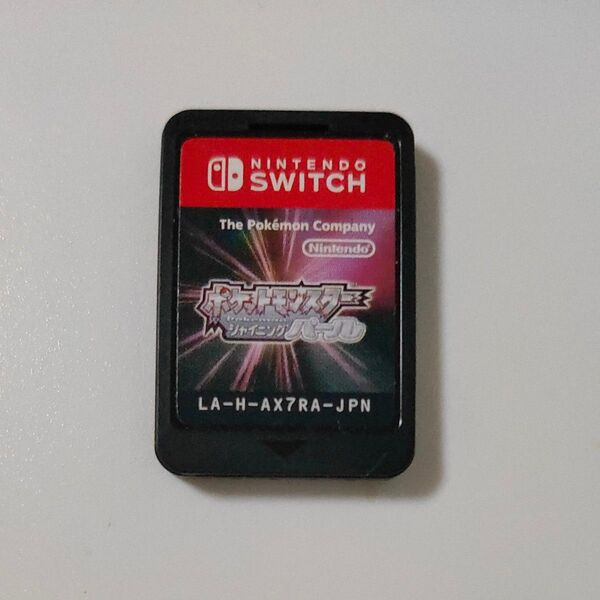 NINTENDO
SWITCH
The Pokémon Company
Nintendo
ポケットモンスター
シャイニング パール
LA-H-AX7RA-JPN